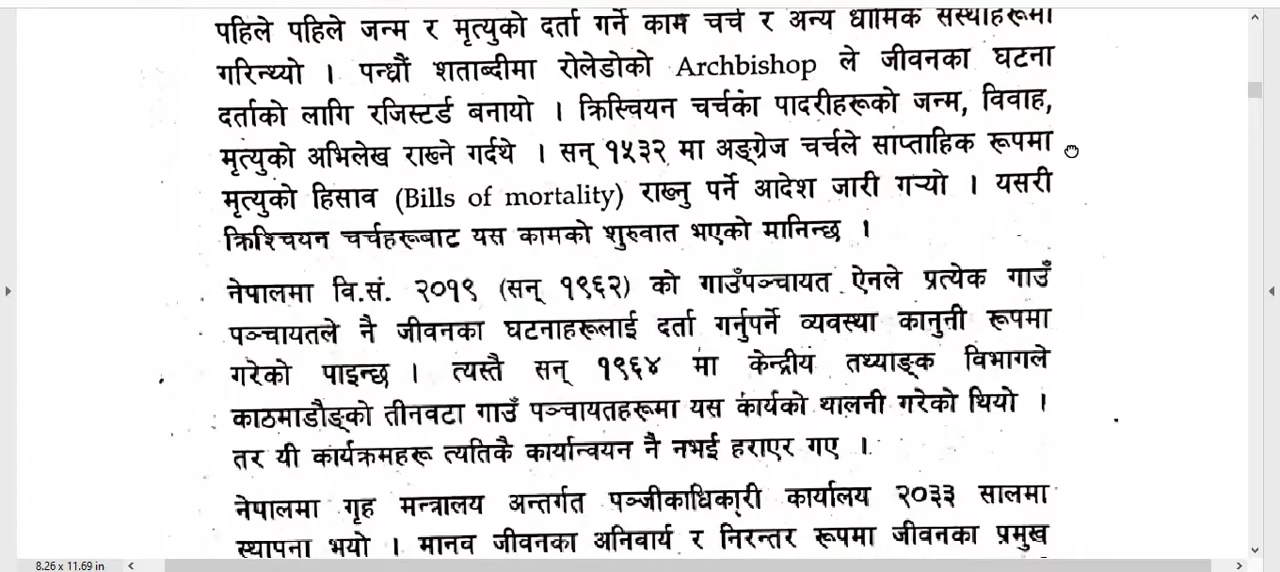 पहिले पहिले जन्म र मृत्युको दर्ता गर्ने काम चर्च र अन्य धार्मिक संस्थाहरूमा
गरिन्थ्यो । पन्ध्रौं शताब्दीमा रोलेडोको Archbishop ले जीवनका घटना
दर्ताको लागि रजिस्टर्ड बनायो । क्रिस्चियन चर्चका पादरीहरूको जन्म, विवाह,
मृत्युको अभिलेख राख्ने गर्दथे । सन् १५३२ मा अङ्ग्रेज चर्चले साप्ताहिक रूपमा
मृत्युको हिसाव (Bills of mortality) राख्नु पर्ने आदेश जारी गर्‍यो । यसरी
क्रिश्चियन चर्चहरूबाट यस कामको शुरुवात भएको मानिन्छ ।
नेपालमा वि.सं. २०१९ (सन् १९६२) को गाउँपञ्चायत ऐनले प्रत्येक गाउँ
पञ्चायतले नै जीवनका घटनाहरूलाई दर्ता गर्नुपर्ने व्यवस्था कानुनी रूपमा
गरेको पाइन्छ । त्यस्तै सन् १९६४ मा केन्द्रीय तथ्याङ्क विभागले
काठमाडौङ्को तीनवटा गाउँ पञ्चायतहरूमा यस कार्यको थालनी गरेको थियो ।
तर यी कार्यक्रमहरू त्यतिकै कार्यान्वयन नै नभई हराएर गए ।
नेपालमा गृह मन्त्रालय अन्तर्गत पञ्जीकाधिकारी कार्यालय २०३३ सालमा
स्थापना भयो । मानव जीवनका अनिवार्य र निरन्तर रूपमा जीवनका प्रमुख
8.26 x 11.69 in